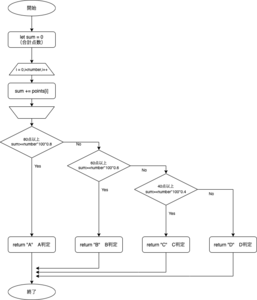 開始
let sum = 0
(合計点数)
i = 0;i<number;i++
sum += points[i]
80点以上
sum>=number*100*0.8
No
60点以上
sum>=number*100*0.6
No
40点以上
sum>=number*100*0.4
No
Yes
Yes
Yes
return "A" A判定
return "B" B判定
return "C" C判定
return "D" D判定
終了